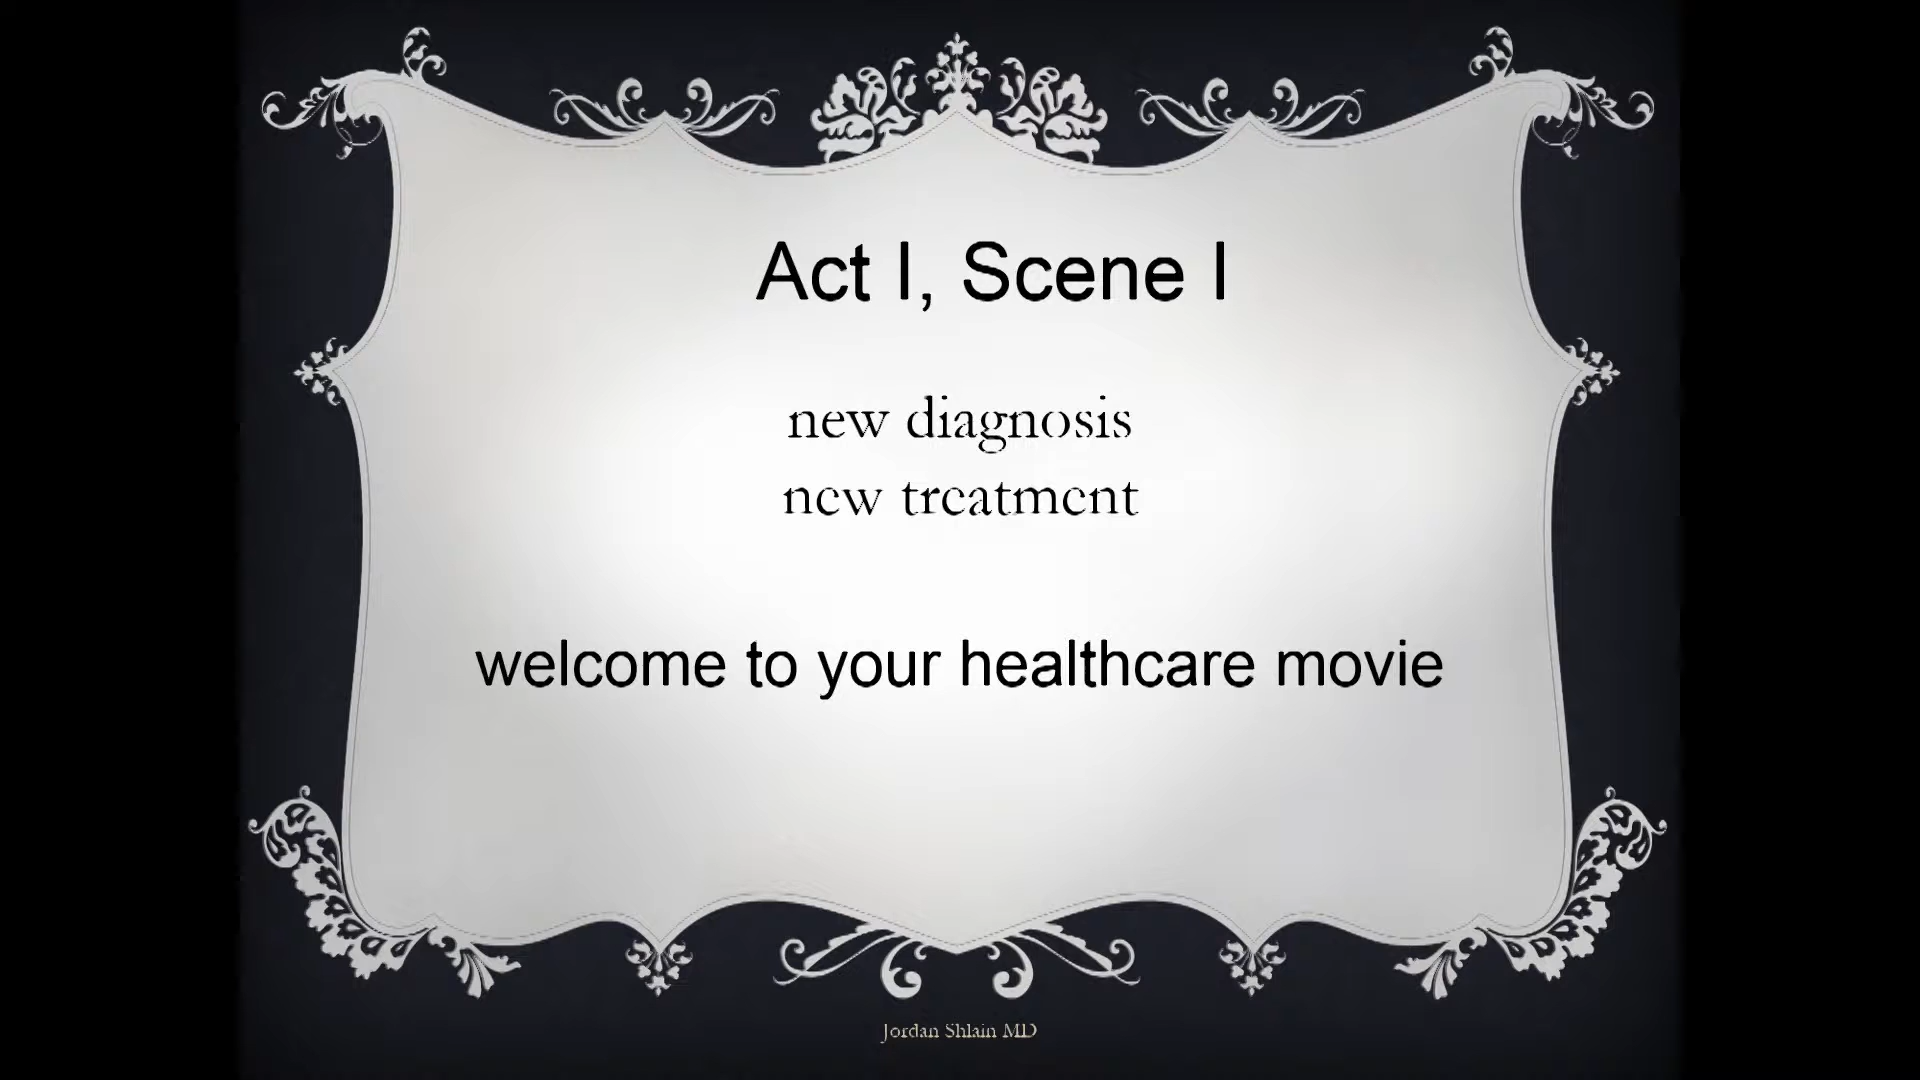 Act I, Scene I
new diagnosis
new treatment
welcome to your healthcare movie
Jordan Shlain MD